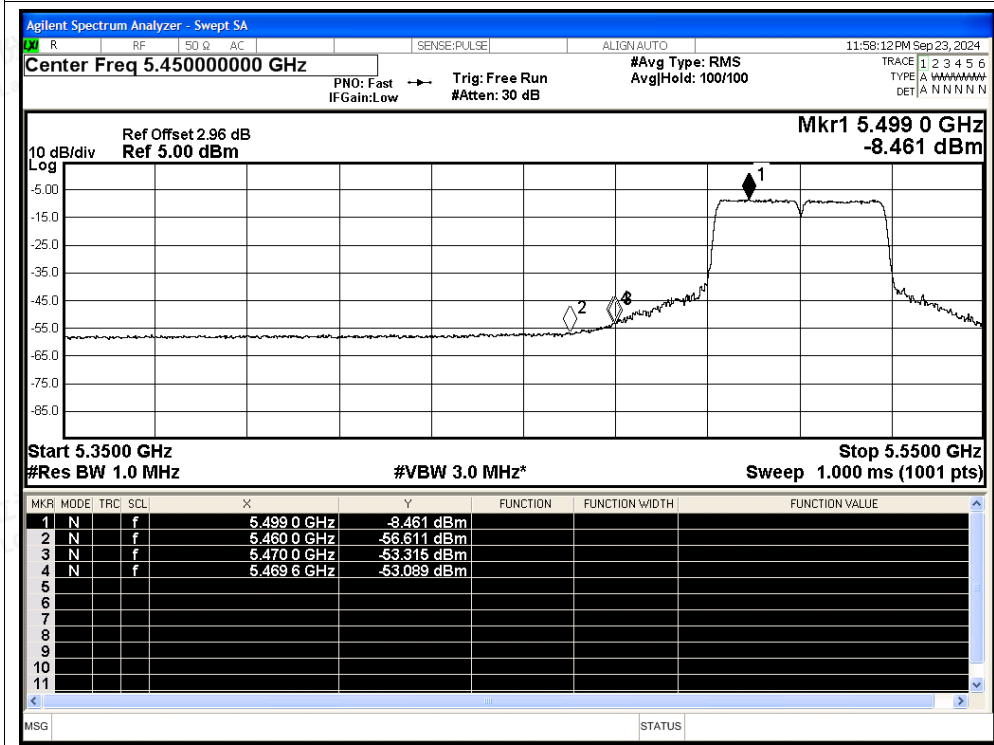 Agilent Spectrum Analyzer - Swept SA
LXI R RF 50 Ω AC SENSE:PULSE ALIGN AUTO 11:58:12 PM Sep 23, 2024
Center Freq 5.450000000 GHz
PNO: Fast
IFGain:Low
Trig: Free Run
#Atten: 30 dB
#Avg Type: RMS
Avg|Hold: 100/100
TRACE 1 2 3 4 5 6
TYPE A WWWWW
DET A N N N N N
Mkr1 5.499 0 GHz
-8.461 dBm
Ref Offset 2.96 dB
10 dB/div Ref 5.00 dBm
Log
1
-5.00
-15.0
-25.0
-35.0
-45.0
2
-55.0
-65.0
-75.0
-85.0
Start 5.3500 GHz Stop 5.5500 GHz
#Res BW 1.0 MHz #VBW 3.0 MHz* Sweep 1.000 ms (1001 pts)
MKR MODE TRC SCL X Y FUNCTION FUNCTION WIDTH FUNCTION VALUE
1 N f 5.499 0 GHz -8.461 dBm
2 N f 5.460 0 GHz -56.611 dBm
3 N f 5.470 0 GHz -53.315 dBm
4 N f 5.469 6 GHz -53.089 dBm
5
6
7
8
9
10
11
MSG STATUS